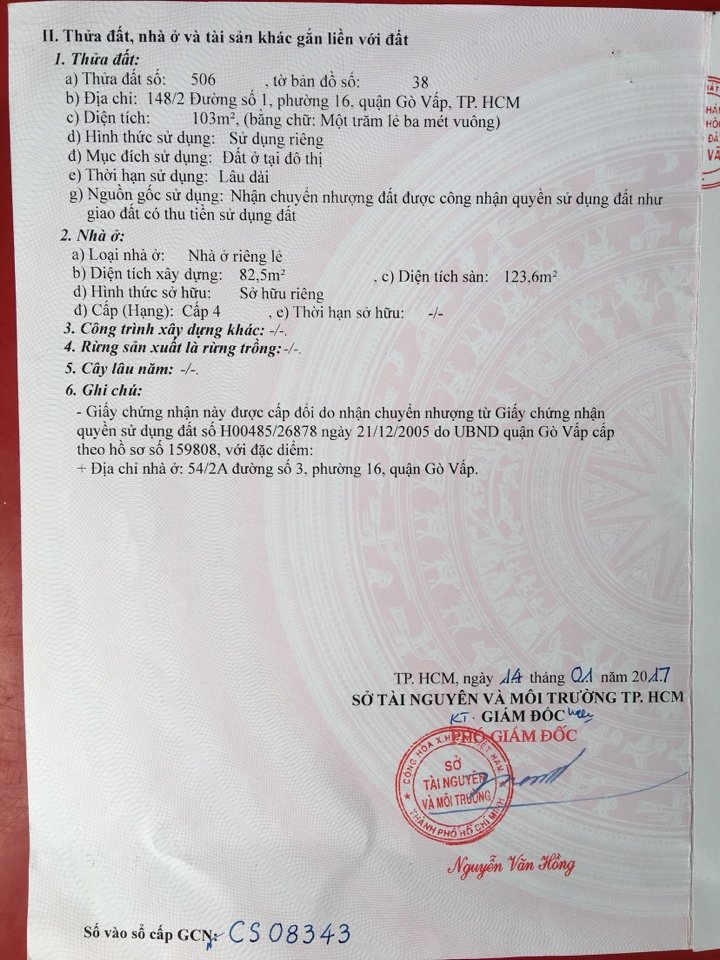 II. Thửa đất, nhà ở và tài sản khác gắn liền với đất
1. Thửa đất:
a) Thửa đất số: 506 , tờ bản đồ số: 38
b) Địa chỉ: 148/2 Đường số 1, phường 16, quận Gò Vấp, TP. HCM
c) Diện tích: 103m², (bằng chữ: Một trăm lẻ ba mét vuông)
d) Hình thức sử dụng: Sử dụng riêng
đ) Mục đích sử dụng: Đất ở tại đô thị
e) Thời hạn sử dụng: Lâu dài
g) Nguồn gốc sử dụng: Nhận chuyển nhượng đất được công nhận quyền sử dụng đất như
giao đất có thu tiền sử dụng đất
2. Nhà ở:
a) Loại nhà ở: Nhà ở riêng lẻ
b) Diện tích xây dựng: 82,5m² , c) Diện tích sàn: 123,6m²
d) Hình thức sở hữu: Sở hữu riêng
đ) Cấp (Hạng): Cấp 4 , e) Thời hạn sở hữu: -/-
3. Công trình xây dựng khác: -/-.
4. Rừng sản xuất là rừng trồng: -/-.
5. Cây lâu năm: -/-.
6. Ghi chú:
- Giấy chứng nhận này được cấp đổi do nhận chuyển nhượng từ Giấy chứng nhận
quyền sử dụng đất số H00485/26878 ngày 21/12/2005 do UBND quận Gò Vấp cấp
theo hồ sơ số 159808, với đặc điểm:
+ Địa chỉ nhà ở: 54/2A đường số 3, phường 16, quận Gò Vấp.
TP. HCM, ngày 14 tháng 01 năm 2017
SỞ TÀI NGUYÊN VÀ MÔI TRƯỜNG TP. HCM
KT. GIÁM ĐỐC
PHÓ GIÁM ĐỐC
CỘNG HÒA X.H.C.N VIỆT NAM
SỞ
TÀI NGUYÊN
VÀ MÔI TRƯỜNG
THÀNH PHỐ HỒ CHÍ MINH
Nguyễn Văn Hồng
Số vào sổ cấp GCN: CS 08343